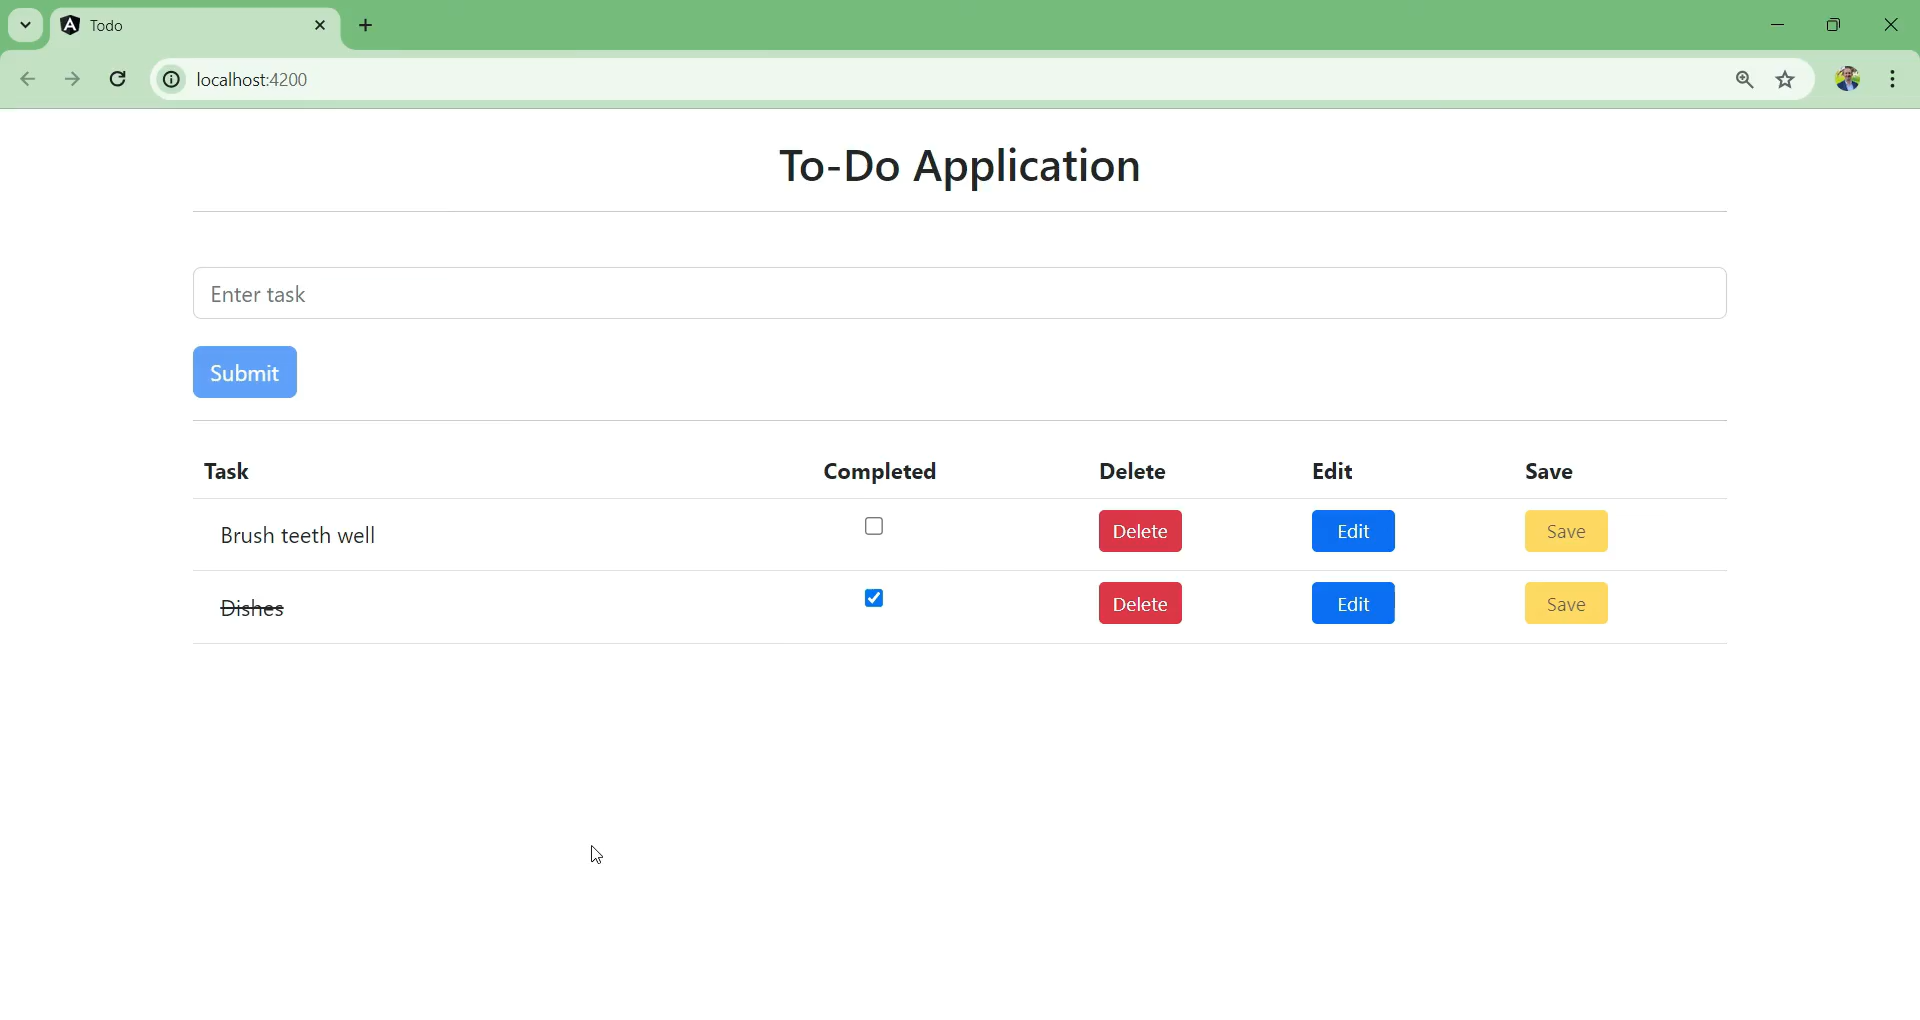 Todo
localhost:4200
To-Do Application
Enter task
Submit
Task Completed Delete Edit Save
Brush teeth well Delete Edit Save
Dishes Delete Edit Save